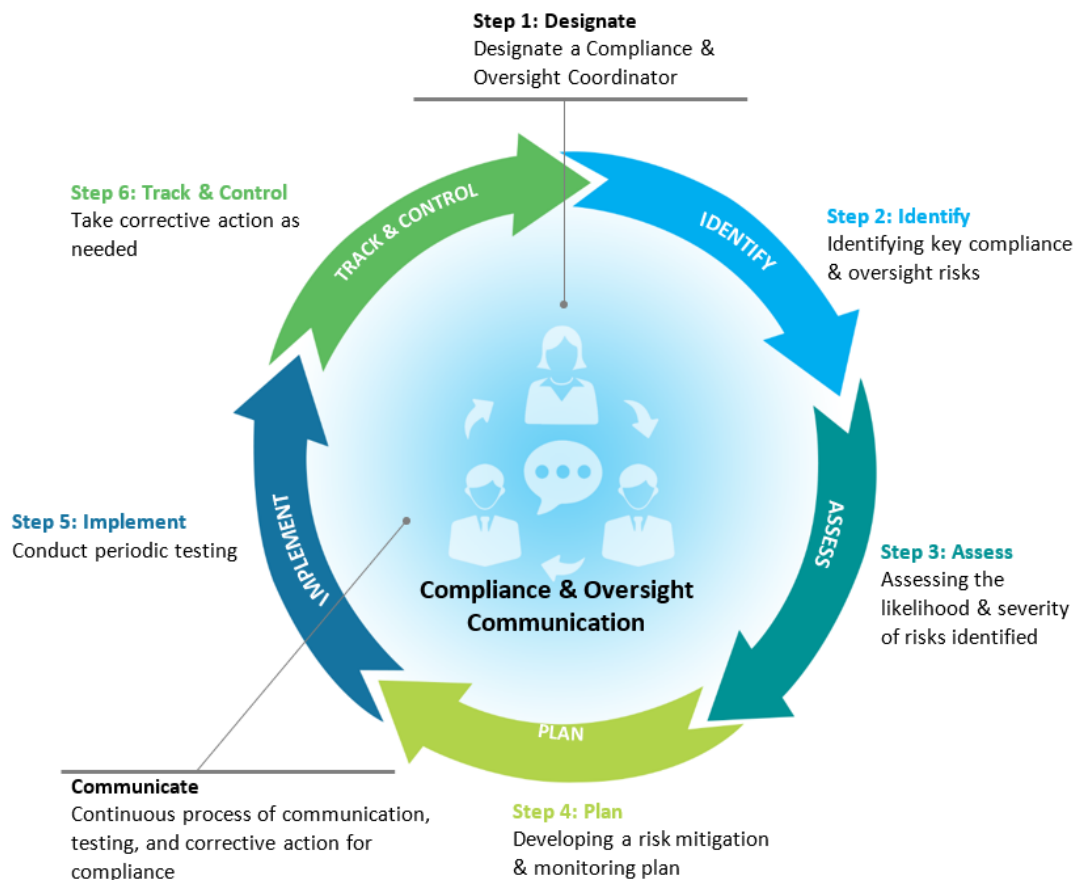 Step 1: Designate
Designate a Compliance &
Oversight Coordinator
TRACK & CONTROL
IDENTIFY
Step 6: Track & Control
Take corrective action as
needed
Step 2: Identify
Identifying key compliance
& oversight risks
IMPLEMENT
ASSESS
Step 5: Implement
Conduct periodic testing
Step 3: Assess
Assessing the
likelihood & severity
of risks identified
Compliance & Oversight
Communication
PLAN
Communicate
Continuous process of communication,
testing, and corrective action for
compliance
Step 4: Plan
Developing a risk mitigation
& monitoring plan